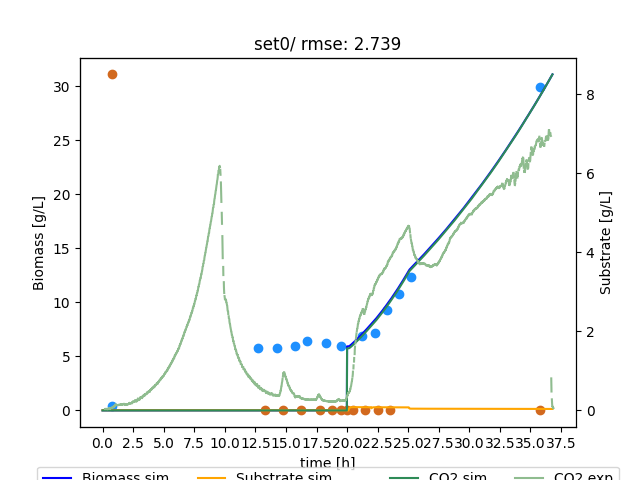 set0/ rmse: 2.739
30
25
20
15
10
5
0
Biomass [g/L]
8
6
4
2
0
Substrate [g/L]
0.0 2.5 5.0 7.5 10.0 12.5 15.0 17.5 20.0 22.5 25.0 27.5 30.0 32.5 35.0 37.5
time [h]
Biomass sim Substrate sim CO2 sim CO2 exp